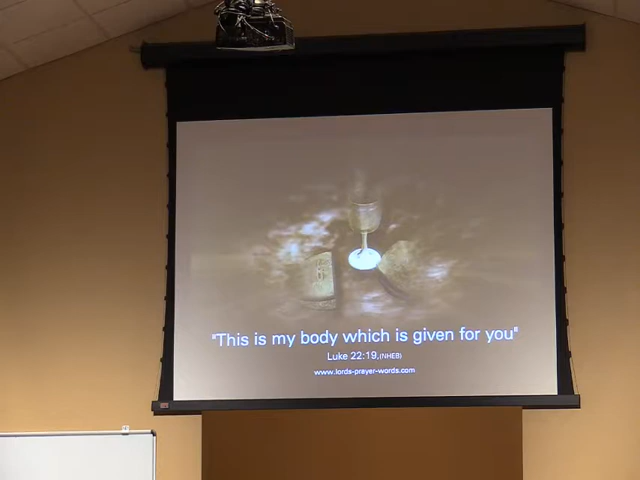 "This is my body which is given for you"
Luke 22:19,(NHEB)
www.lords-prayer-words.com